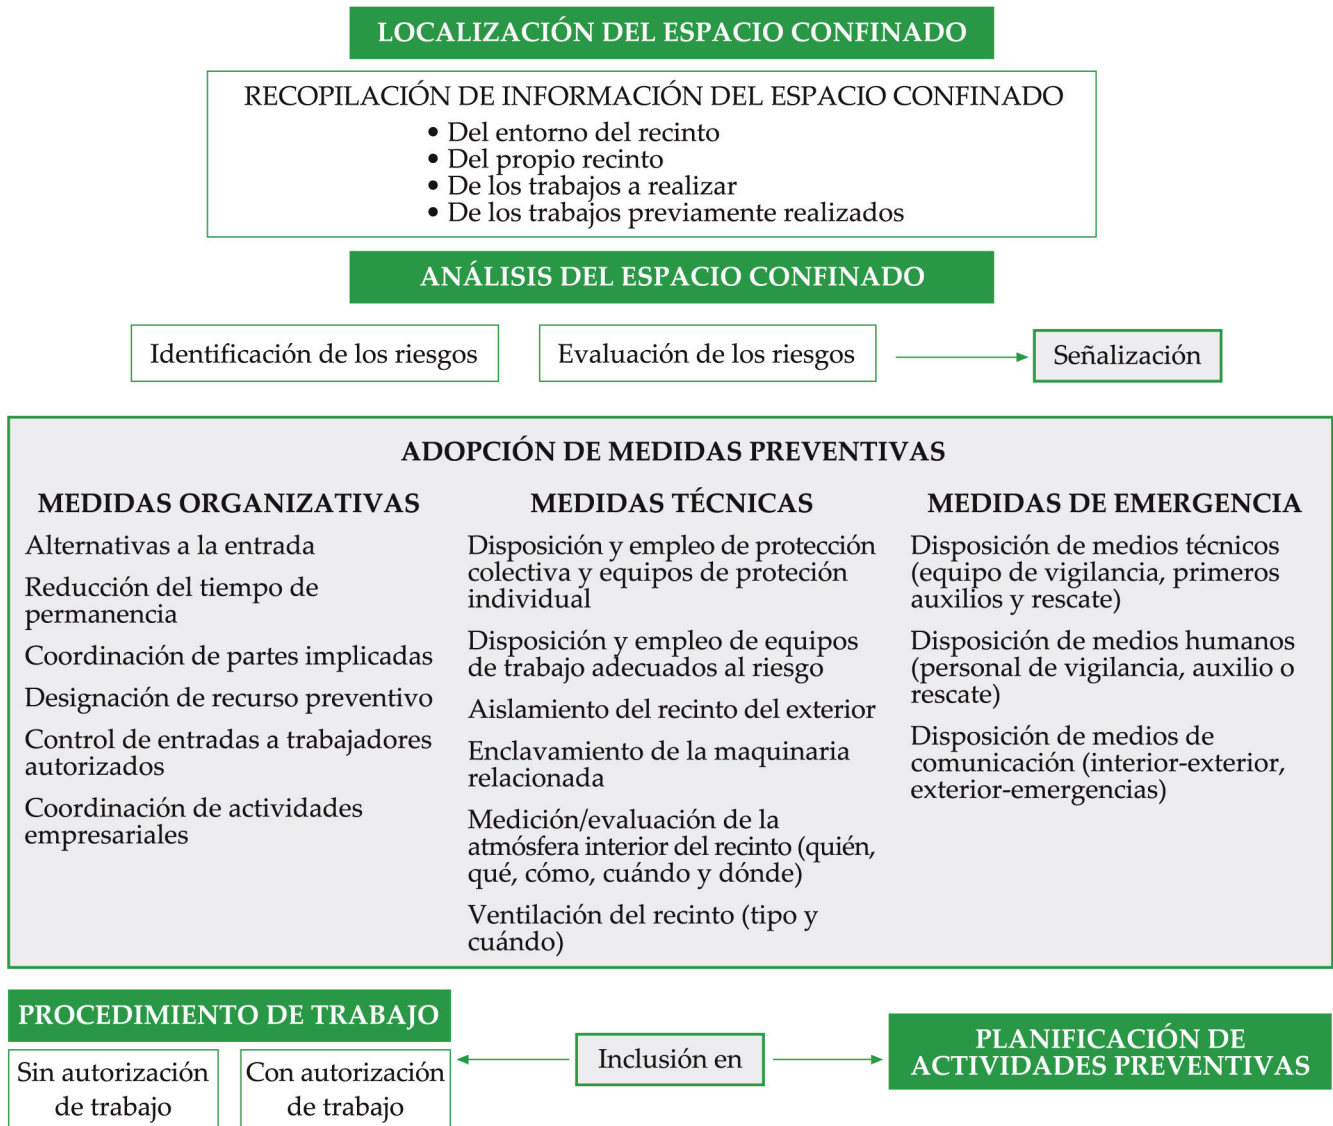 LOCALIZACIÓN DEL ESPACIO CONFINADO
RECOPILACIÓN DE INFORMACIÓN DEL ESPACIO CONFINADO
• Del entorno del recinto
• Del propio recinto
• De los trabajos a realizar
• De los trabajos previamente realizados
ANÁLISIS DEL ESPACIO CONFINADO
Identificación de los riesgos
Evaluación de los riesgos
Señalización
ADOPCIÓN DE MEDIDAS PREVENTIVAS
MEDIDAS ORGANIZATIVAS
Alternativas a la entrada
Reducción del tiempo de
permanencia
Coordinación de partes implicadas
Designación de recurso preventivo
Control de entradas a trabajadores
autorizados
Coordinación de actividades
empresariales
MEDIDAS TÉCNICAS
Disposición y empleo de protección
colectiva y equipos de proteción
individual
Disposición y empleo de equipos
de trabajo adecuados al riesgo
Aislamiento del recinto del exterior
Enclavamiento de la maquinaria
relacionada
Medición/evaluación de la
atmósfera interior del recinto (quién,
qué, cómo, cuándo y dónde)
Ventilación del recinto (tipo y
cuándo)
MEDIDAS DE EMERGENCIA
Disposición de medios técnicos
(equipo de vigilancia, primeros
auxilios y rescate)
Disposición de medios humanos
(personal de vigilancia, auxilio o
rescate)
Disposición de medios de
comunicación (interior-exterior,
exterior-emergencias)
PROCEDIMIENTO DE TRABAJO
Sin autorización
de trabajo
Con autorización
de trabajo
Inclusión en
PLANIFICACIÓN DE
ACTIVIDADES PREVENTIVAS